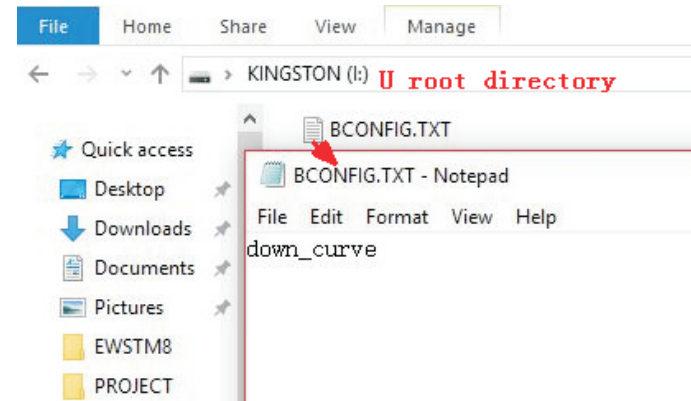 File Home Share View Manage
KINGSTON (I:) U root directory
BCONFIG.TXT
Quick access
BCONFIG.TXT - Notepad
Desktop
File Edit Format View Help
Downloads
down_curve
Documents
Pictures
EWSTM8
PROJECT